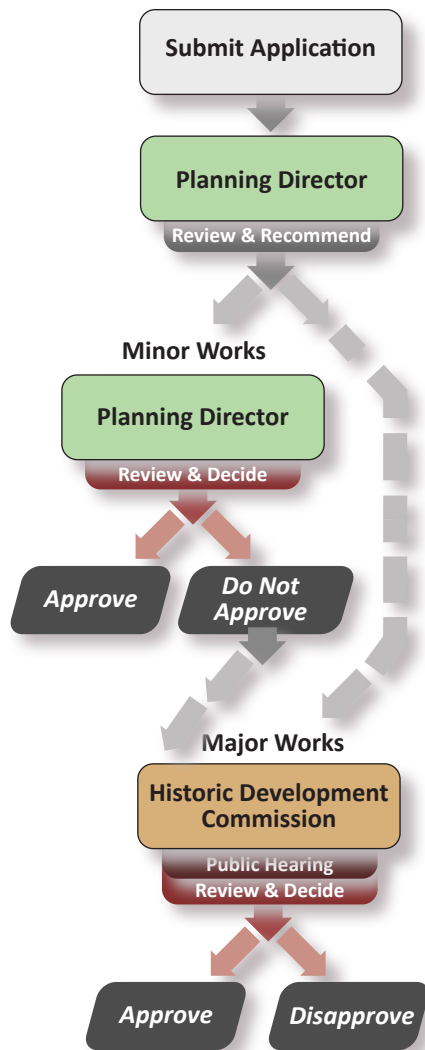 Submit Application
Planning Director
Review & Recommend
Minor Works
Planning Director
Review & Decide
Approve
Do Not
Approve
Major Works
Historic Development
Commission
Public Hearing
Review & Decide
Approve
Disapprove